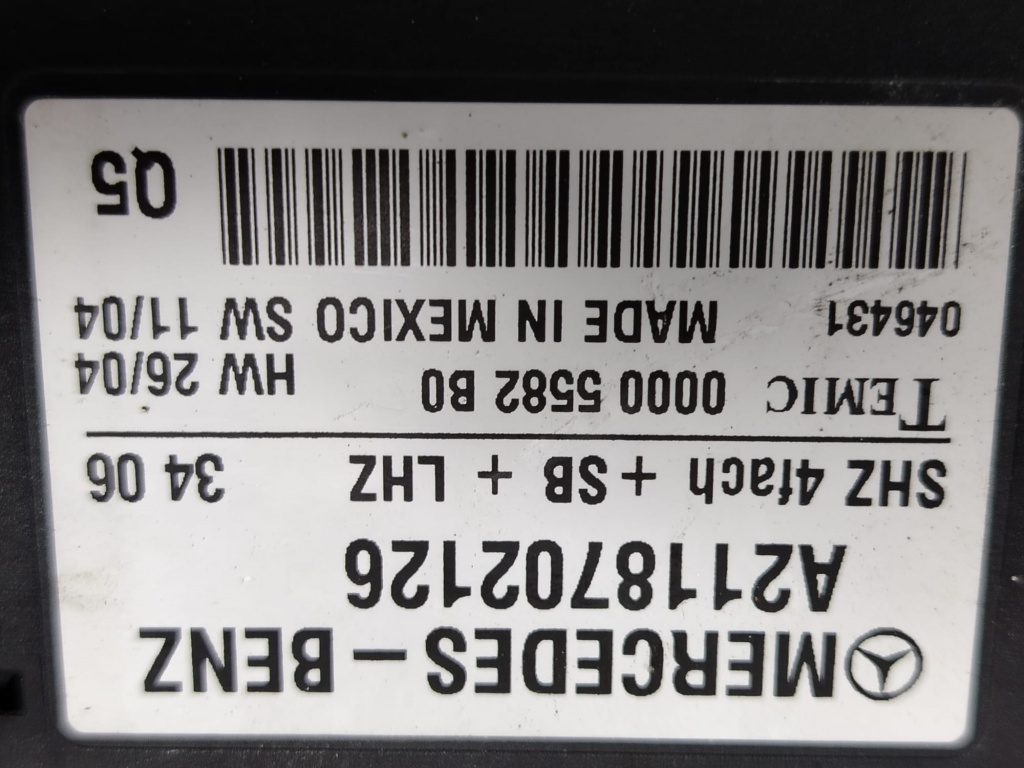 MERCEDES-BENZ
A2118702126
SHZ 4fach + SB + LHZ 34 06
TEMIC 0000 5582 B0 HW 26/04
046431 MADE IN MEXICO SW 11/04
Q5